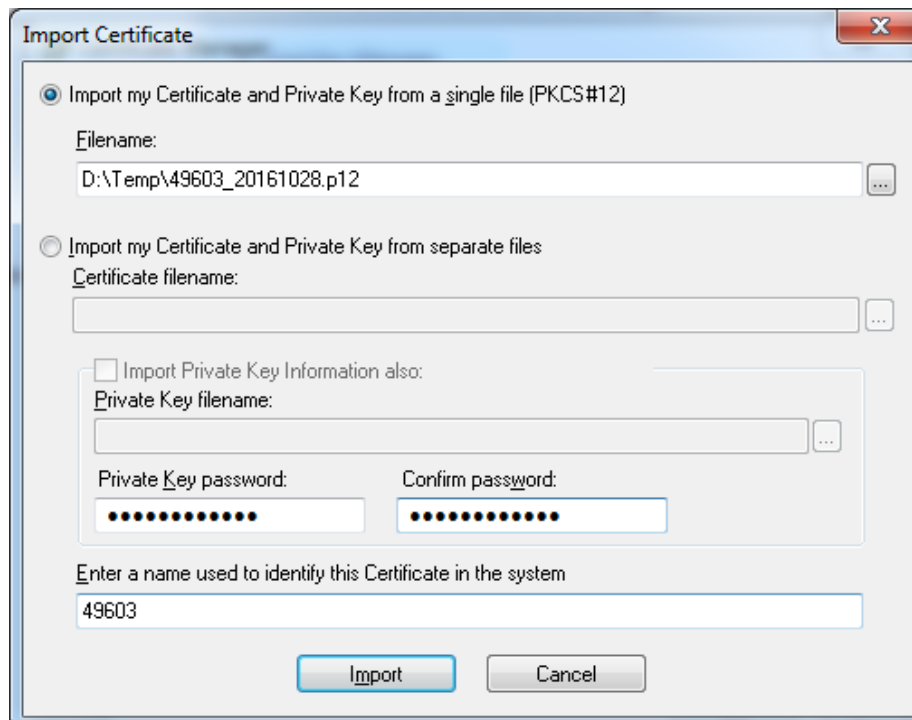 Import Certificate
Import my Certificate and Private Key from a single file (PKCS#12)
Filename:
D:\Temp\49603_20161028.p12
...
Import my Certificate and Private Key from separate files
Certificate filename:
...
Import Private Key Information also:
Private Key filename:
...
Private Key password: Confirm password:
●●●●●●●●●●●● ●●●●●●●●●●●●
Enter a name used to identify this Certificate in the system
49603
Import Cancel